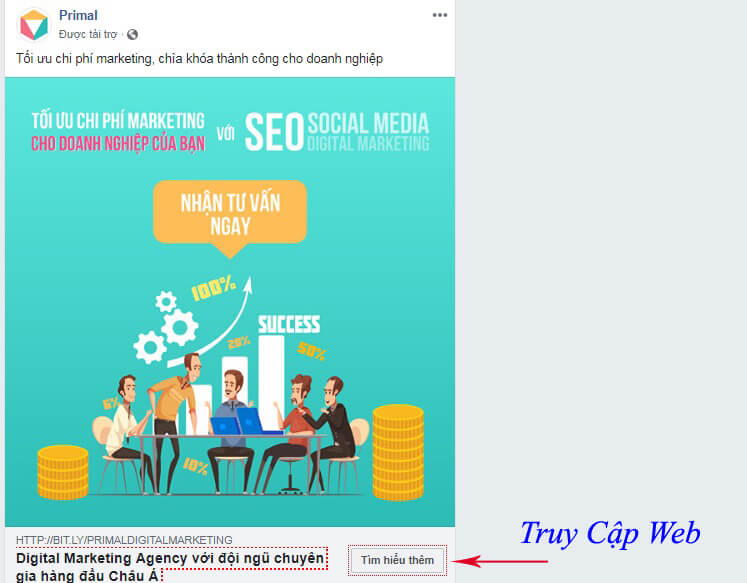 Primal
Được tài trợ ·
Tối ưu chi phí marketing, chìa khóa thành công cho doanh nghiệp
TỐI ƯU CHI PHÍ MARKETING
CHO DOANH NGHIỆP CỦA BẠN
VỚI
SEO
SOCIAL MEDIA
DIGITAL MARKETING
NHẬN TƯ VẤN
NGAY
100%
SUCCESS
20%
50%
6%
10%
HTTP://BIT.LY/PRIMALDIGITALMARKETING
Digital Marketing Agency với đội ngũ chuyên
gia hàng đầu Châu Á
Tìm hiểu thêm
Truy Cập Web